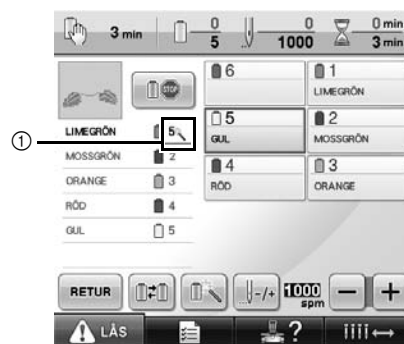 3 min 0 0 0 min
5 1000 3 min
STOP
6 1
LIMEGRÖN
5 2
GUL MOSSGRÖN
4 3
RÖD ORANGE
①
LIMEGRÖN 5
MOSSGRÖN 2
ORANGE 3
RÖD 4
GUL 5
RETUR -/+ 1000 spm − +
LÅS ?